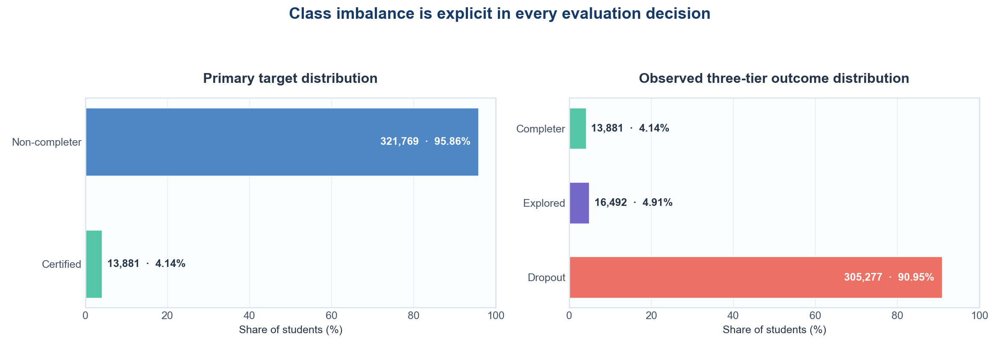 Class imbalance is explicit in every evaluation decision
Primary target distribution
Non-completer
321,769 · 95.86%
Certified
13,881 · 4.14%
0 20 40 60 80 100
Share of students (%)
Observed three-tier outcome distribution
Completer
13,881 · 4.14%
Explored
16,492 · 4.91%
Dropout
305,277 · 90.95%
0 20 40 60 80 100
Share of students (%)